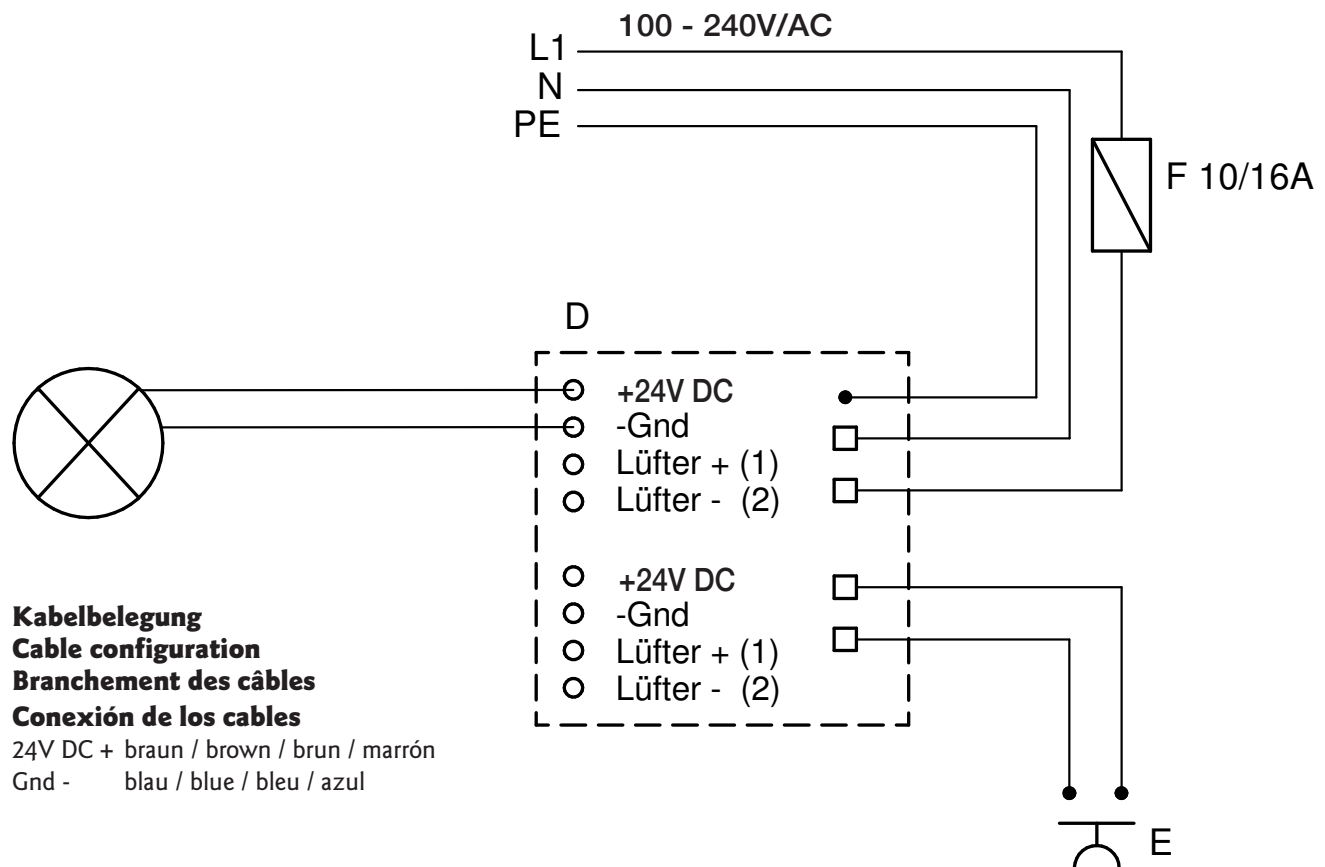 100 - 240V/AC
L1
N
PE
F 10/16A
D
+24V DC
-Gnd
Lüfter + (1)
Lüfter - (2)
+24V DC
-Gnd
Lüfter + (1)
Lüfter - (2)
Kabelbelegung
Cable configuration
Branchement des câbles
Conexión de los cables
24V DC + braun / brown / brun / marrón
Gnd - blau / blue / bleu / azul
E